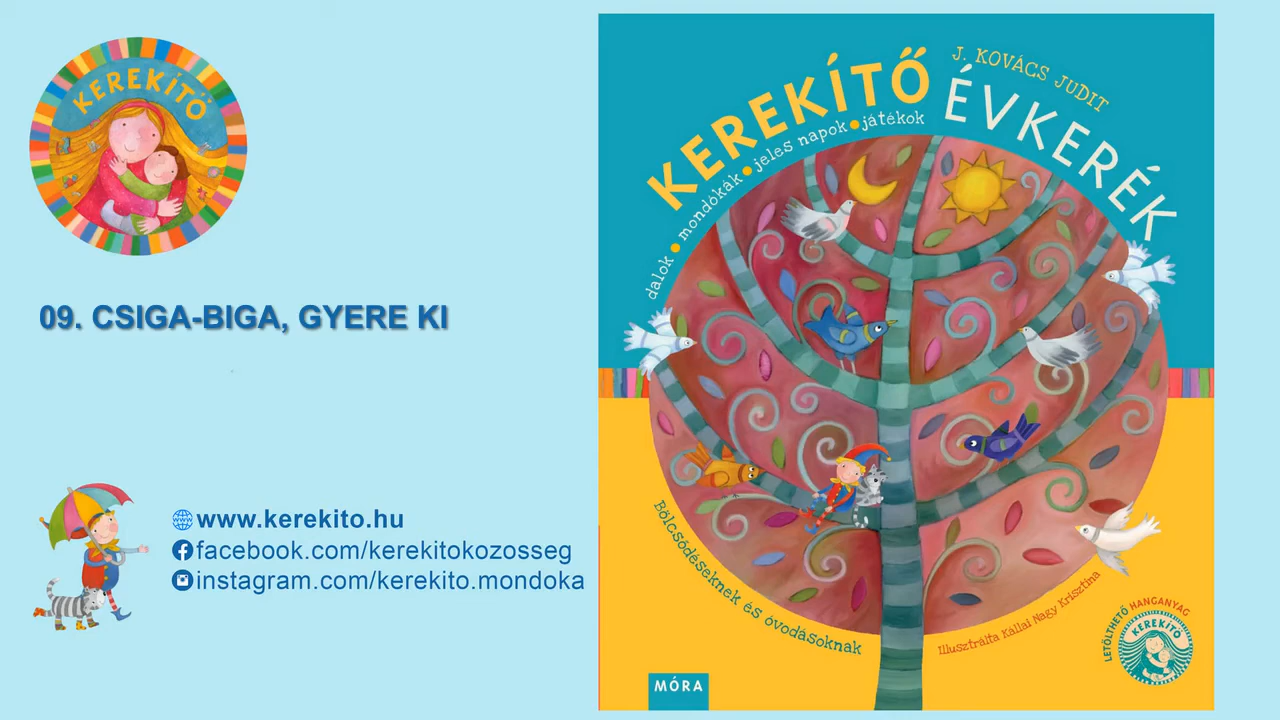 KEREKÍTŐ
09. CSIGA-BIGA, GYERE KI
www.kerekito.hu
facebook.com/kerekitokozosseg
instagram.com/kerekito.mondoka
J. KOVÁCS JUDIT
KEREKÍTŐ
ÉVKERÉK
dalok • mondókák • jeles napok • játékok
Bölcsődéseknek és óvodásoknak
Illusztrálta Kállai Nagy Krisztina
LETÖLTHETŐ HANGANYAG
KEREKÍTŐ
MÓRA